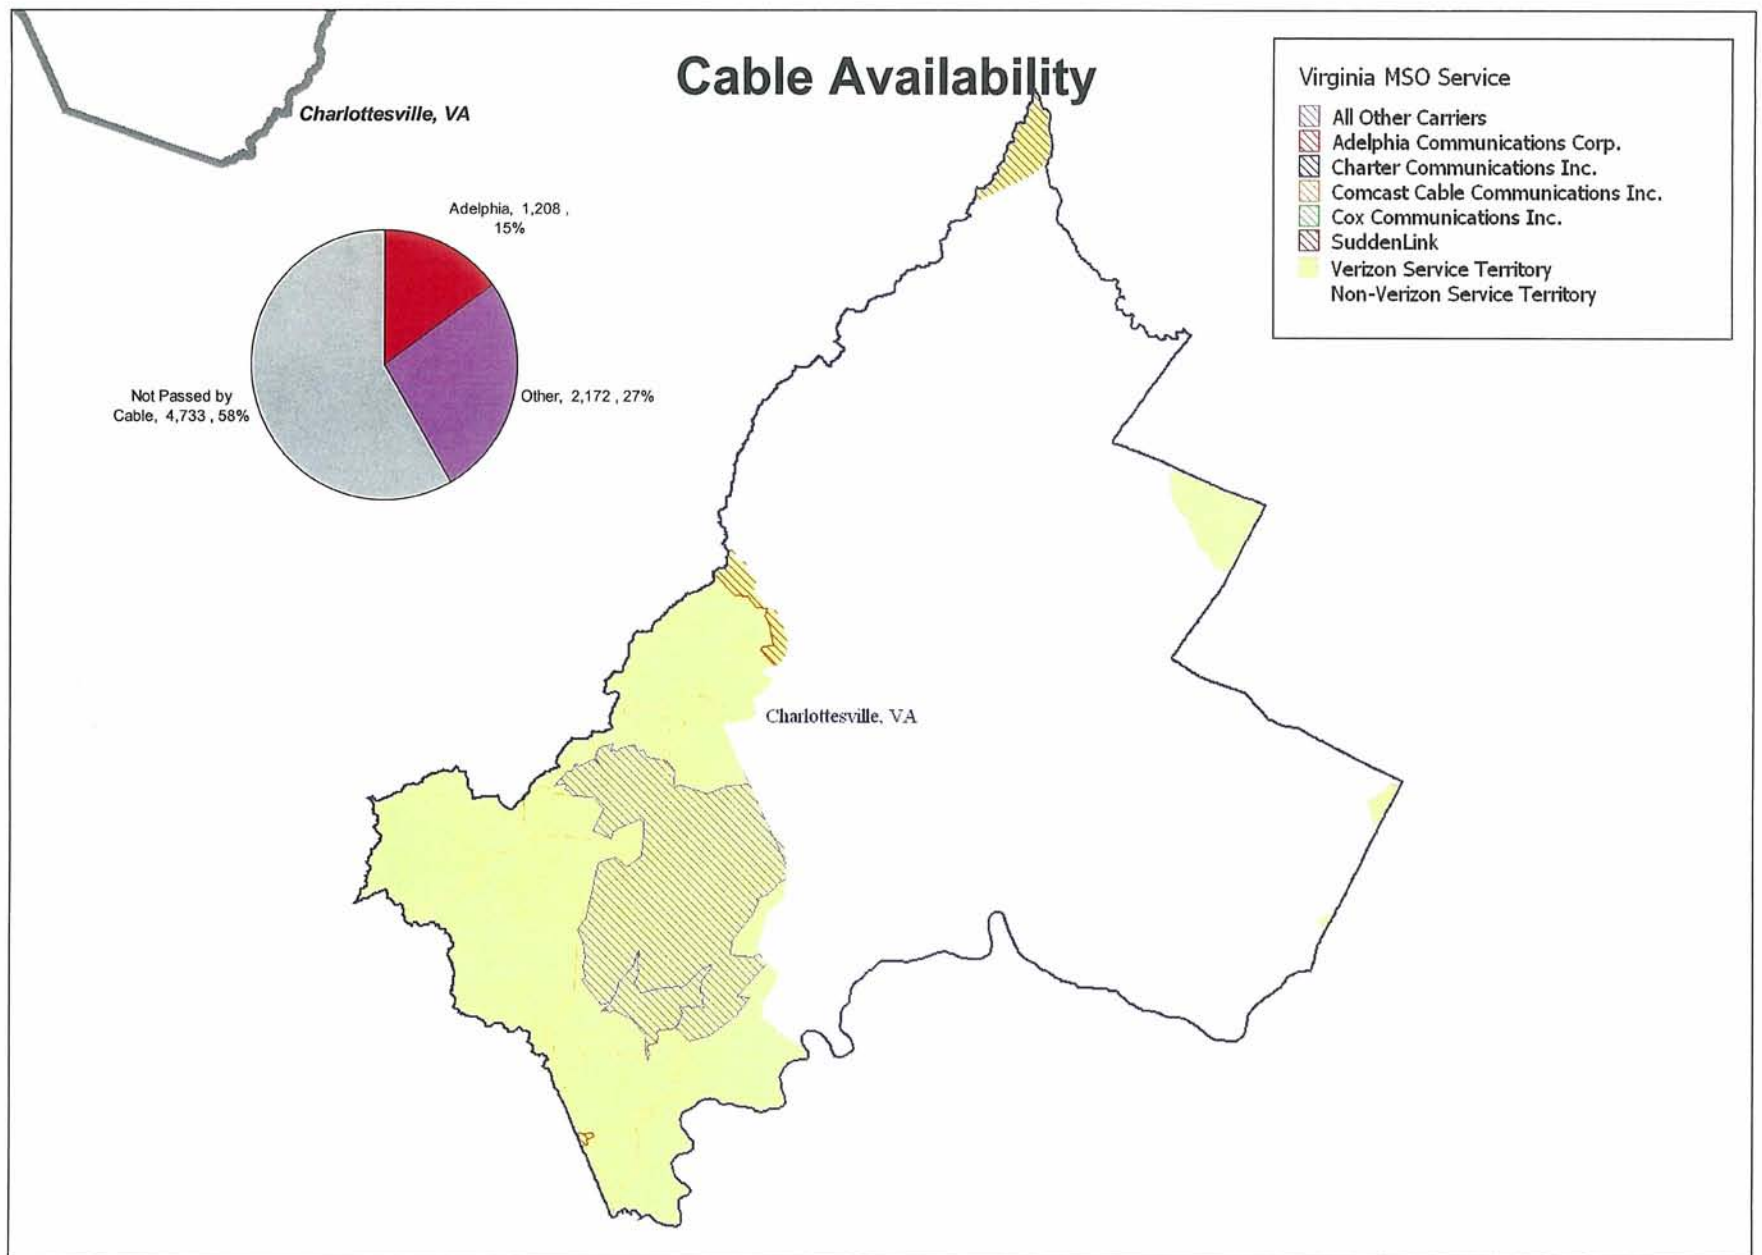 Cable Availability
Charlottesville, VA
Adelphia, 1,208 ,
15%
Not Passed by
Cable, 4,733 , 58%
Other, 2,172 , 27%
Virginia MSO Service
All Other Carriers
Adelphia Communications Corp.
Charter Communications Inc.
Comcast Cable Communications Inc.
Cox Communications Inc.
SuddenLink
Verizon Service Territory
Non-Verizon Service Territory
Charlottesville, VA